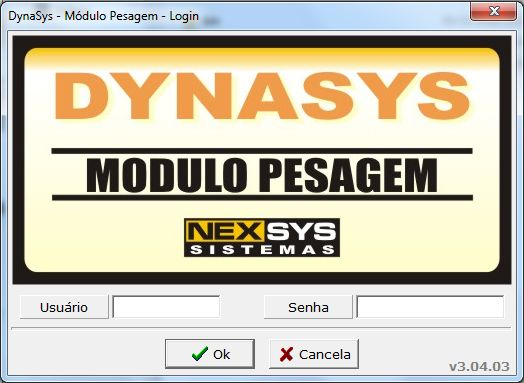 DynaSys - Módulo Pesagem - Login
DYNASYS
MODULO PESAGEM
NEXSYS
SISTEMAS
Usuário
Senha
Ok
Cancela
v3.04.03